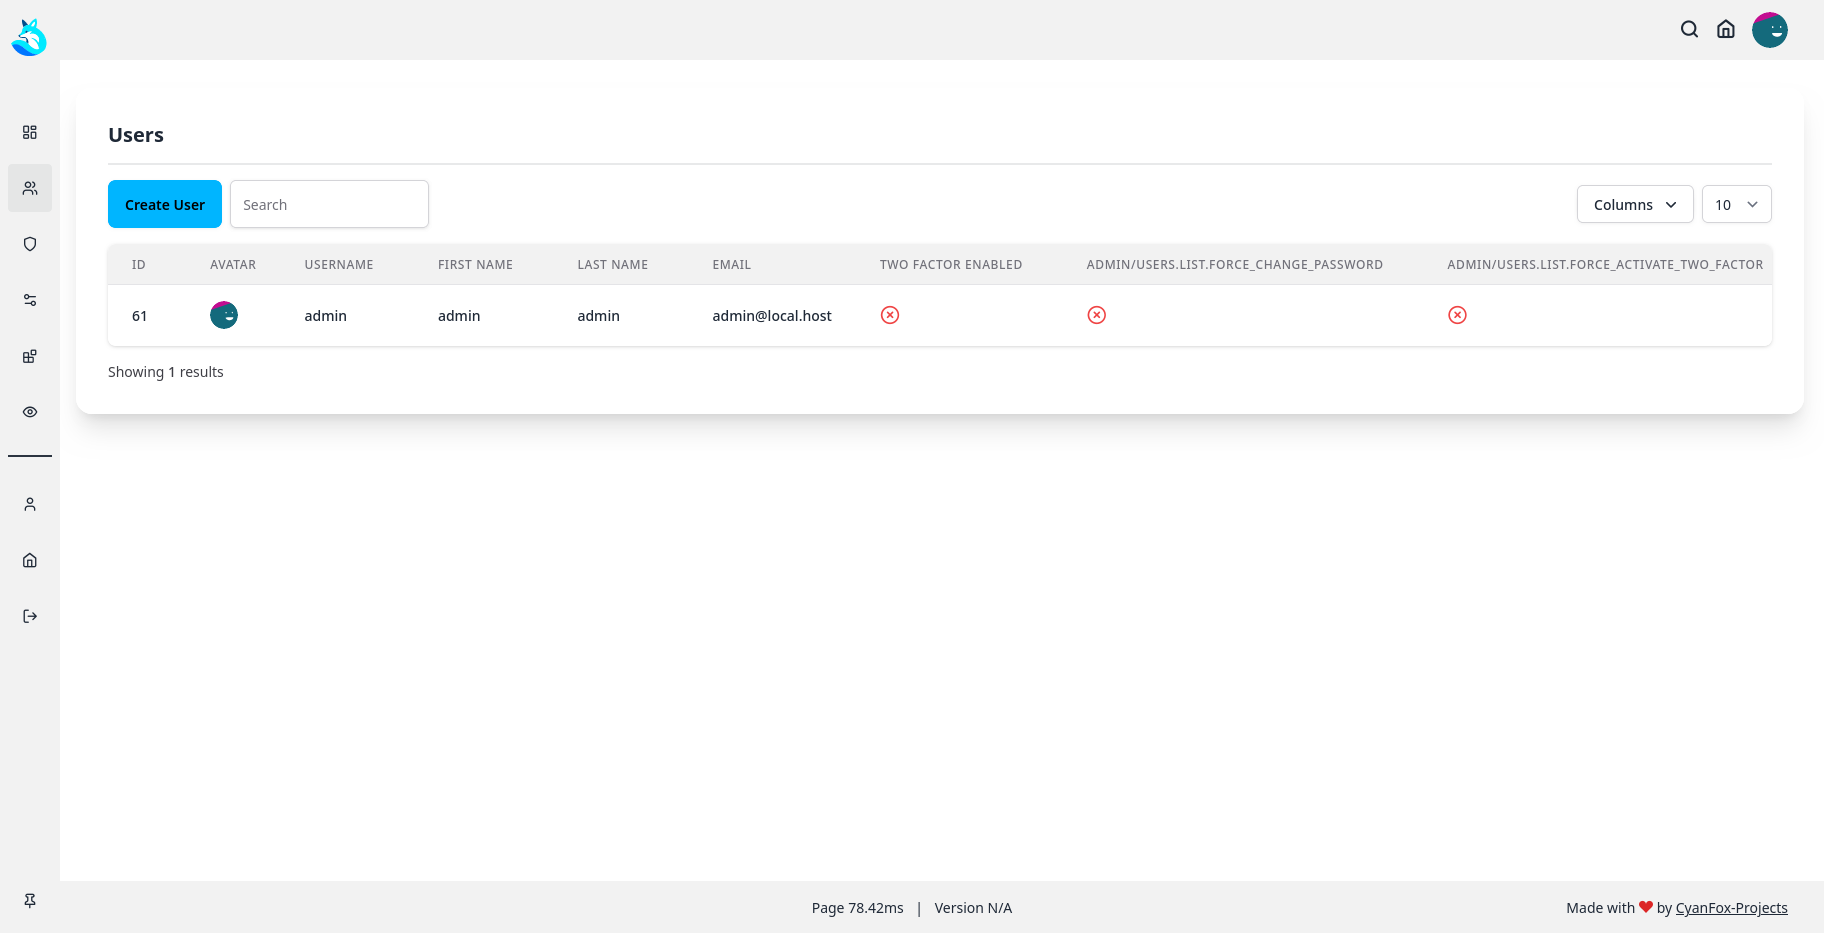 Users
Create User
Search
Columns
10
ID AVATAR USERNAME FIRST NAME LAST NAME EMAIL TWO FACTOR ENABLED ADMIN/USERS.LIST.FORCE_CHANGE_PASSWORD ADMIN/USERS.LIST.FORCE_ACTIVATE_TWO_FACTOR
61 admin admin admin admin@local.host
Showing 1 results
Page 78.42ms | Version N/A
Made with ❤ by CyanFox-Projects